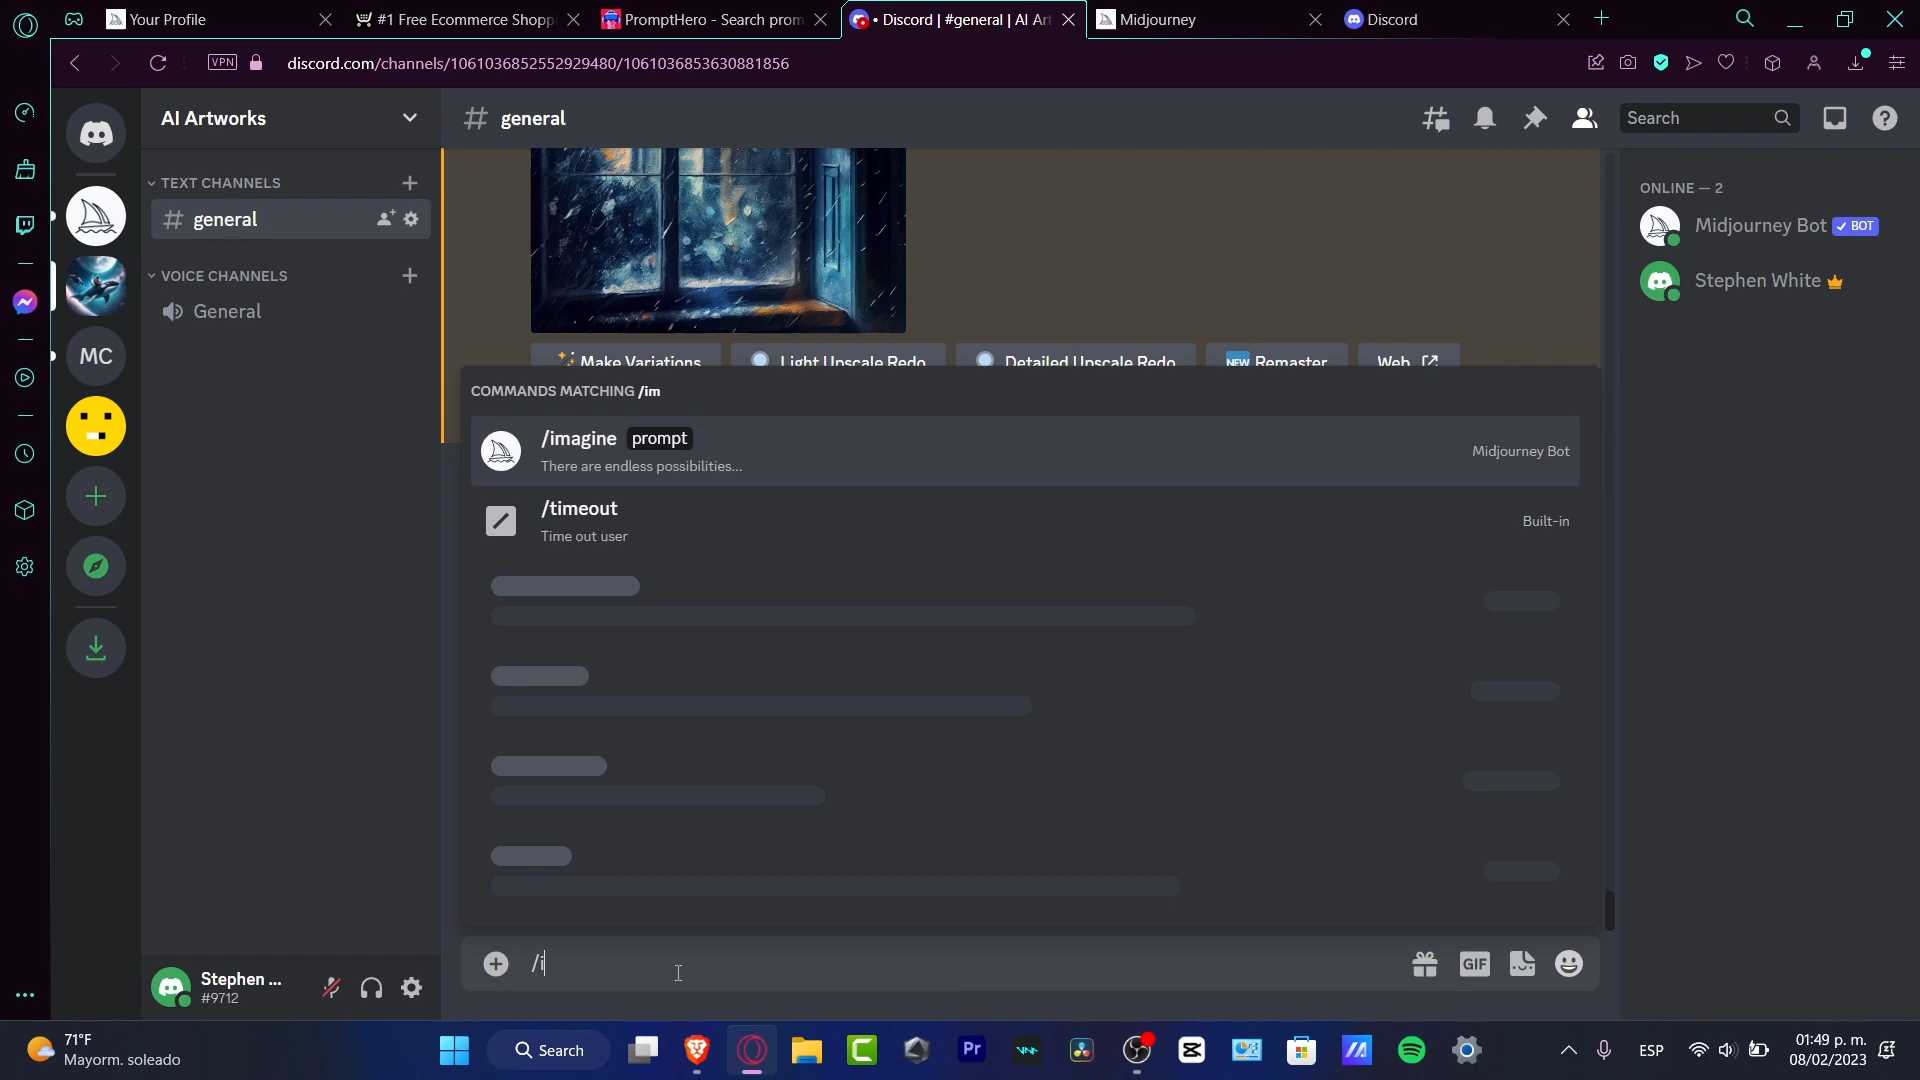 Your Profile
#1 Free Ecommerce Shoppi
PromptHero - Search prom
• Discord | #general | AI Art
Midjourney
Discord
VPN
discord.com/channels/1061036852552929480/1061036853630881856
AI Artworks
general
Search
TEXT CHANNELS
general
VOICE CHANNELS
General
MC
ONLINE — 2
Midjourney Bot
BOT
Stephen White
Make Variations
Light Upscale Redo
Detailed Upscale Redo
NEW
Remaster
Web
COMMANDS MATCHING /im
/imagine prompt
There are endless possibilities...
Midjourney Bot
/timeout
Time out user
Built-in
/i
GIF
Stephen ...
#9712
71°F
Mayorm. soleado
Search
Pr
ESP
01:49 p. m.
08/02/2023